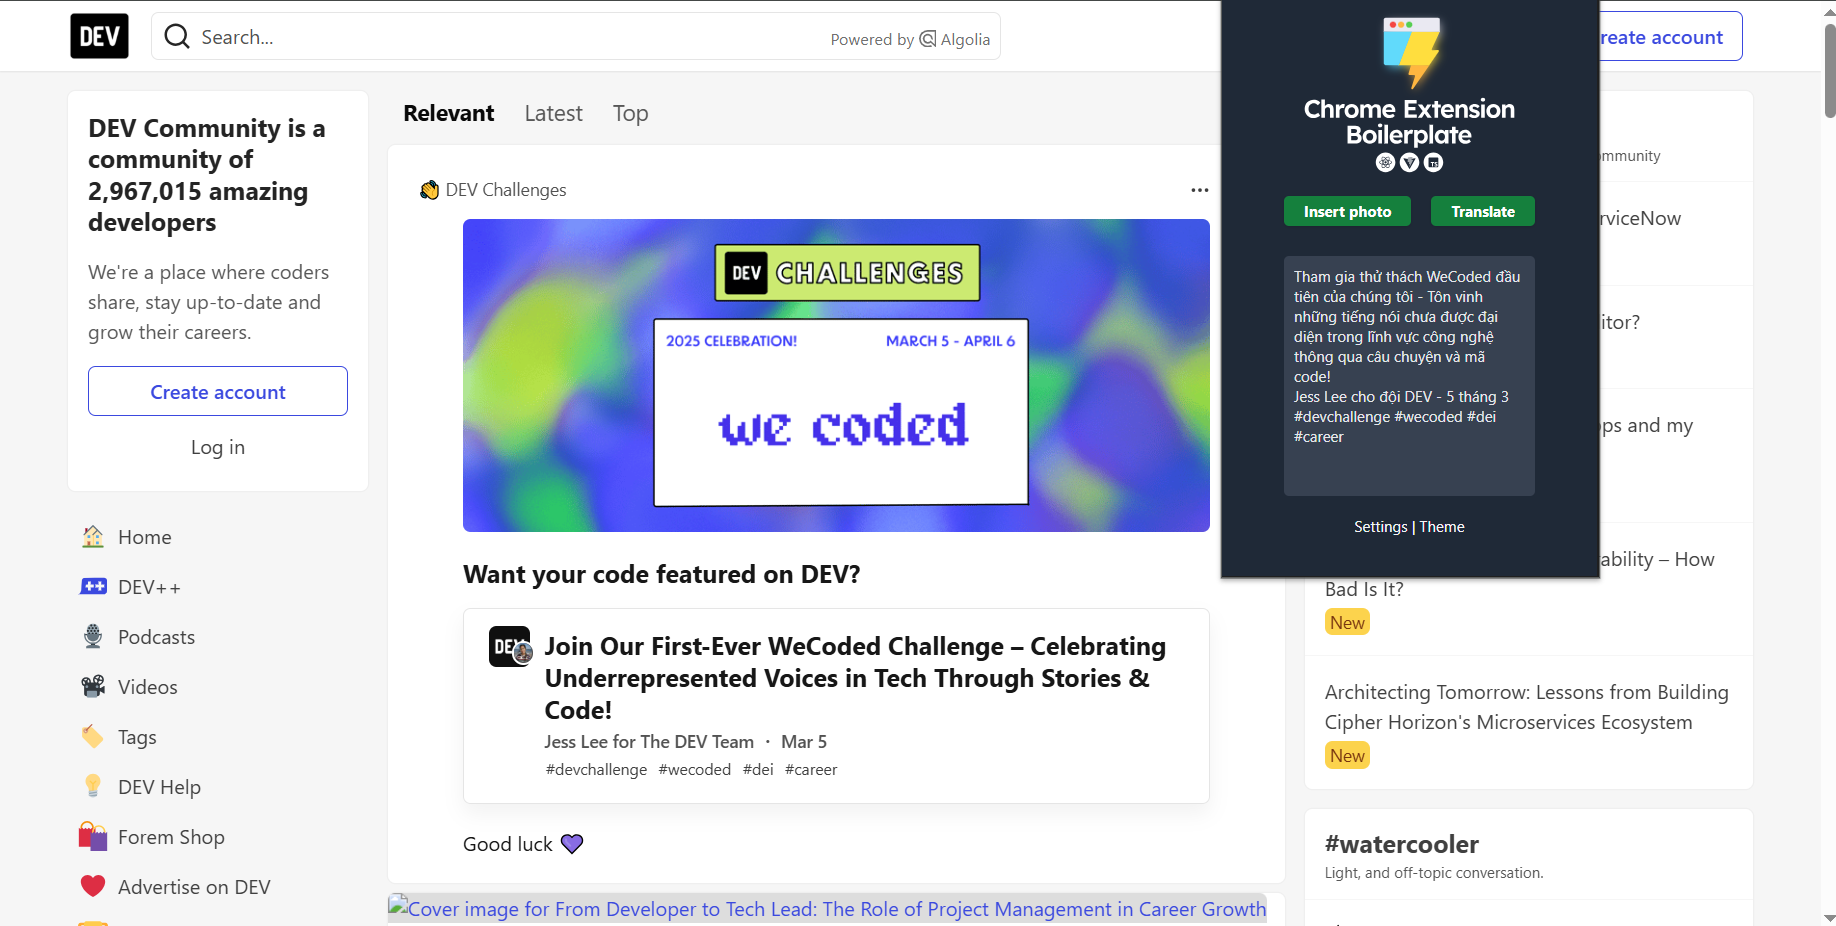 DEV
Search...
Powered by Algolia
reate account
DEV Community is a
community of
2,967,015 amazing
developers
We're a place where coders
share, stay up-to-date and
grow their careers.
Create account
Log in
Home
DEV++
Podcasts
Videos
Tags
DEV Help
Forem Shop
Advertise on DEV
Relevant Latest Top
DEV Challenges
DEV CHALLENGES
2025 CELEBRATION! MARCH 5 - APRIL 6
we coded
Want your code featured on DEV?
DEV
Join Our First-Ever WeCoded Challenge – Celebrating
Underrepresented Voices in Tech Through Stories &
Code!
Jess Lee for The DEV Team · Mar 5
#devchallenge #wecoded #dei #career
Good luck 💜
Cover image for From Developer to Tech Lead: The Role of Project Management in Career Growth
Chrome Extension
Boilerplate
TS
Insert photo Translate
Tham gia thử thách WeCoded đầu
tiên của chúng tôi - Tôn vinh
những tiếng nói chưa được đại
diện trong lĩnh vực công nghệ
thông qua câu chuyện và mã
code!
Jess Lee cho đội DEV - 5 tháng 3
#devchallenge #wecoded #dei
#career
Settings | Theme
mmunity
rviceNow
itor?
ps and my
ability – How
Bad Is It?
New
Architecting Tomorrow: Lessons from Building
Cipher Horizon's Microservices Ecosystem
New
#watercooler
Light, and off-topic conversation.